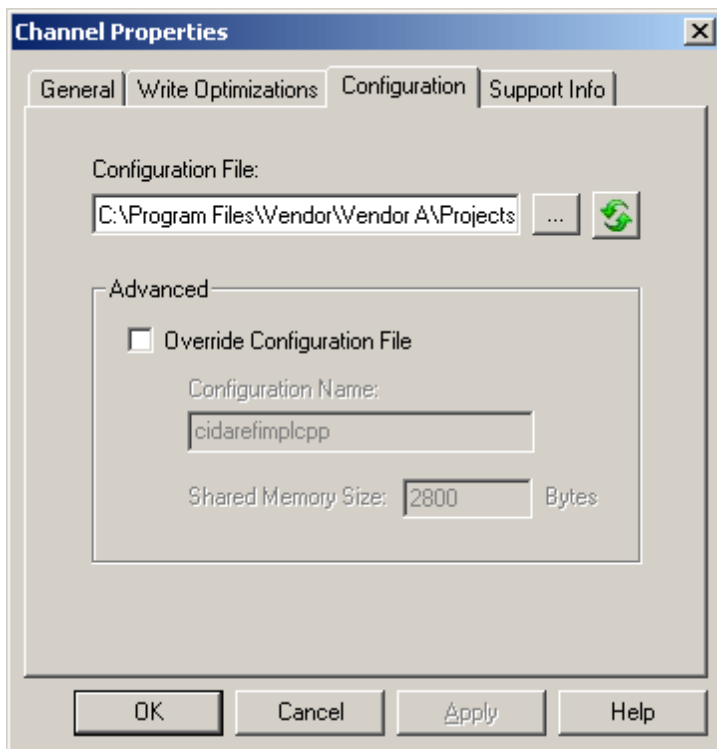 Channel Properties
General Write Optimizations Configuration Support Info
Configuration File:
C:\Program Files\Vendor\Vendor A\Projects ...
Advanced
Override Configuration File
Configuration Name:
cidarefimplcpp
Shared Memory Size: 2800 Bytes
OK Cancel Apply Help